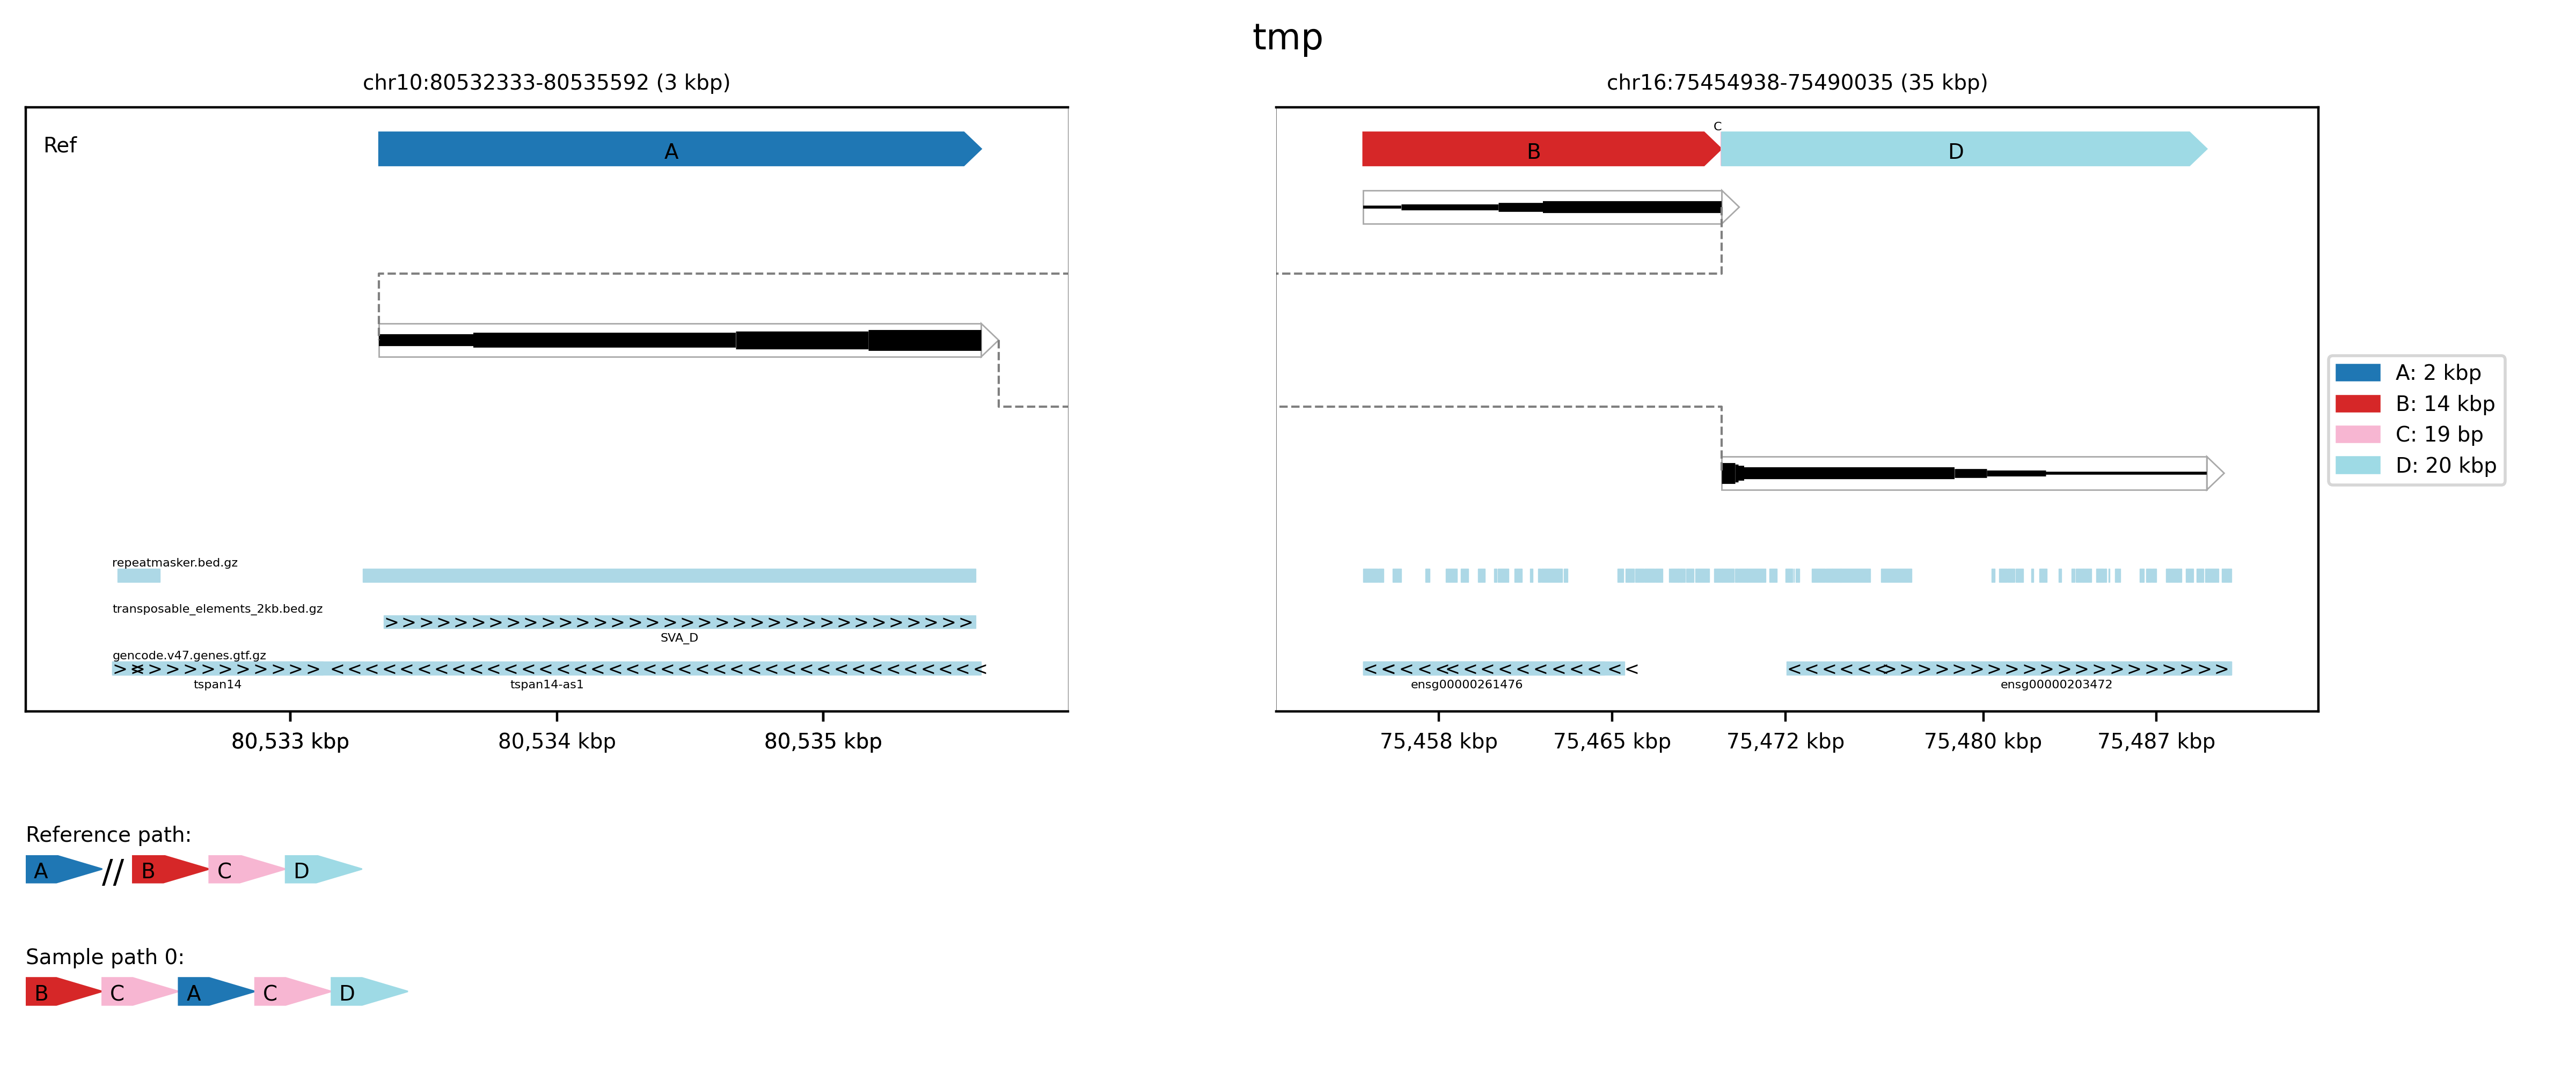 tmp
chr10:80532333-80535592 (3 kbp)
chr16:75454938-75490035 (35 kbp)
Ref
A
B
C
D
A: 2 kbp
B: 14 kbp
C: 19 bp
D: 20 kbp
repeatmasker.bed.gz
transposable_elements_2kb.bed.gz
SVA_D
gencode.v47.genes.gtf.gz
tspan14
tspan14-as1
ensg00000261476
ensg00000203472
80,533 kbp
80,534 kbp
80,535 kbp
75,458 kbp
75,465 kbp
75,472 kbp
75,480 kbp
75,487 kbp
Reference path:
A // B C D
Sample path 0:
B C A C D